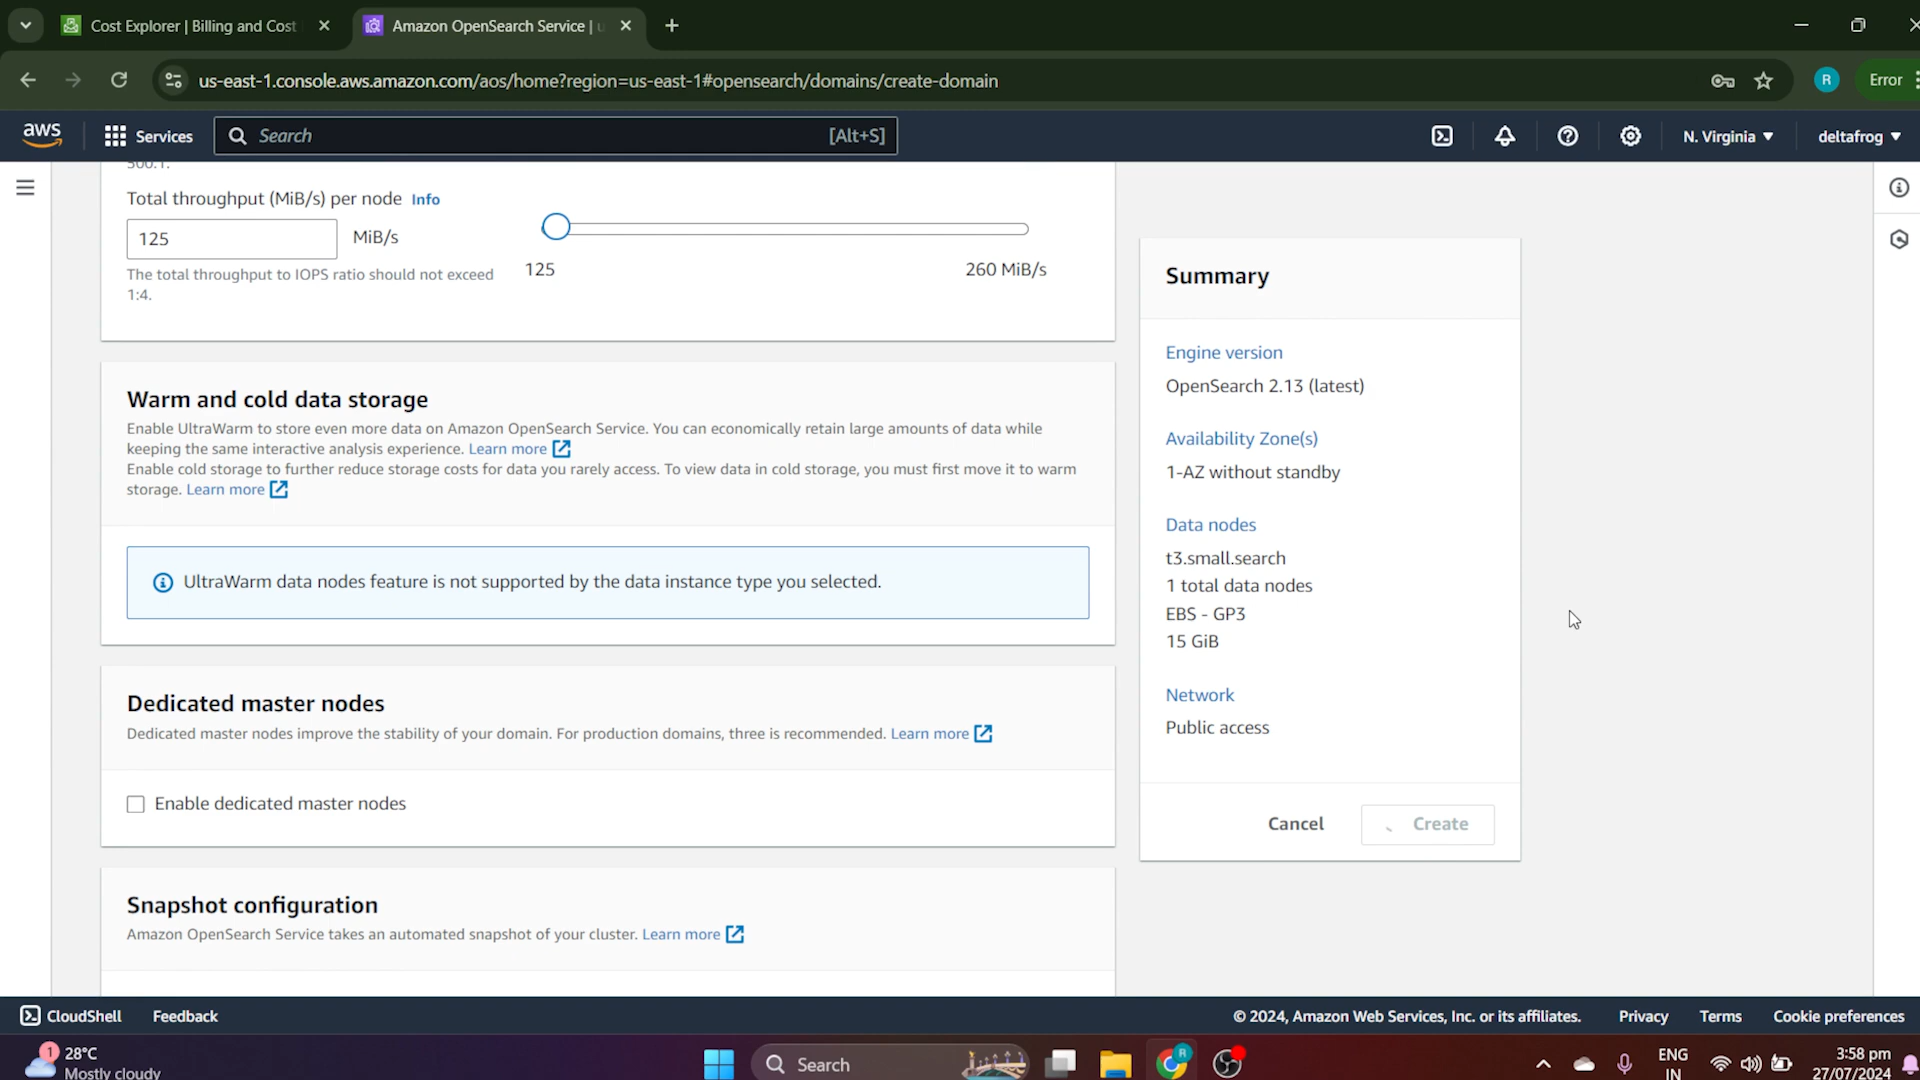 Cost Explorer | Billing and Cost
Amazon OpenSearch Service | u
us-east-1.console.aws.amazon.com/aos/home?region=us-east-1#opensearch/domains/create-domain
R
Error
aws
Services
Search
[Alt+S]
N. Virginia
deltafrog
500:1.
Total throughput (MiB/s) per node Info
125
MiB/s
The total throughput to IOPS ratio should not exceed
1:4.
125
260 MiB/s
Warm and cold data storage
Enable UltraWarm to store even more data on Amazon OpenSearch Service. You can economically retain large amounts of data while
keeping the same interactive analysis experience. Learn more
Enable cold storage to further reduce storage costs for data you rarely access. To view data in cold storage, you must first move it to warm
storage. Learn more
UltraWarm data nodes feature is not supported by the data instance type you selected.
Dedicated master nodes
Dedicated master nodes improve the stability of your domain. For production domains, three is recommended. Learn more
Enable dedicated master nodes
Snapshot configuration
Amazon OpenSearch Service takes an automated snapshot of your cluster. Learn more
Summary
Engine version
OpenSearch 2.13 (latest)
Availability Zone(s)
1-AZ without standby
Data nodes
t3.small.search
1 total data nodes
EBS - GP3
15 GiB
Network
Public access
Cancel
Create
CloudShell
Feedback
© 2024, Amazon Web Services, Inc. or its affiliates.
Privacy
Terms
Cookie preferences
1
28°C
Mostly cloudy
Search
R
ENG
IN
3:58 pm
27/07/2024